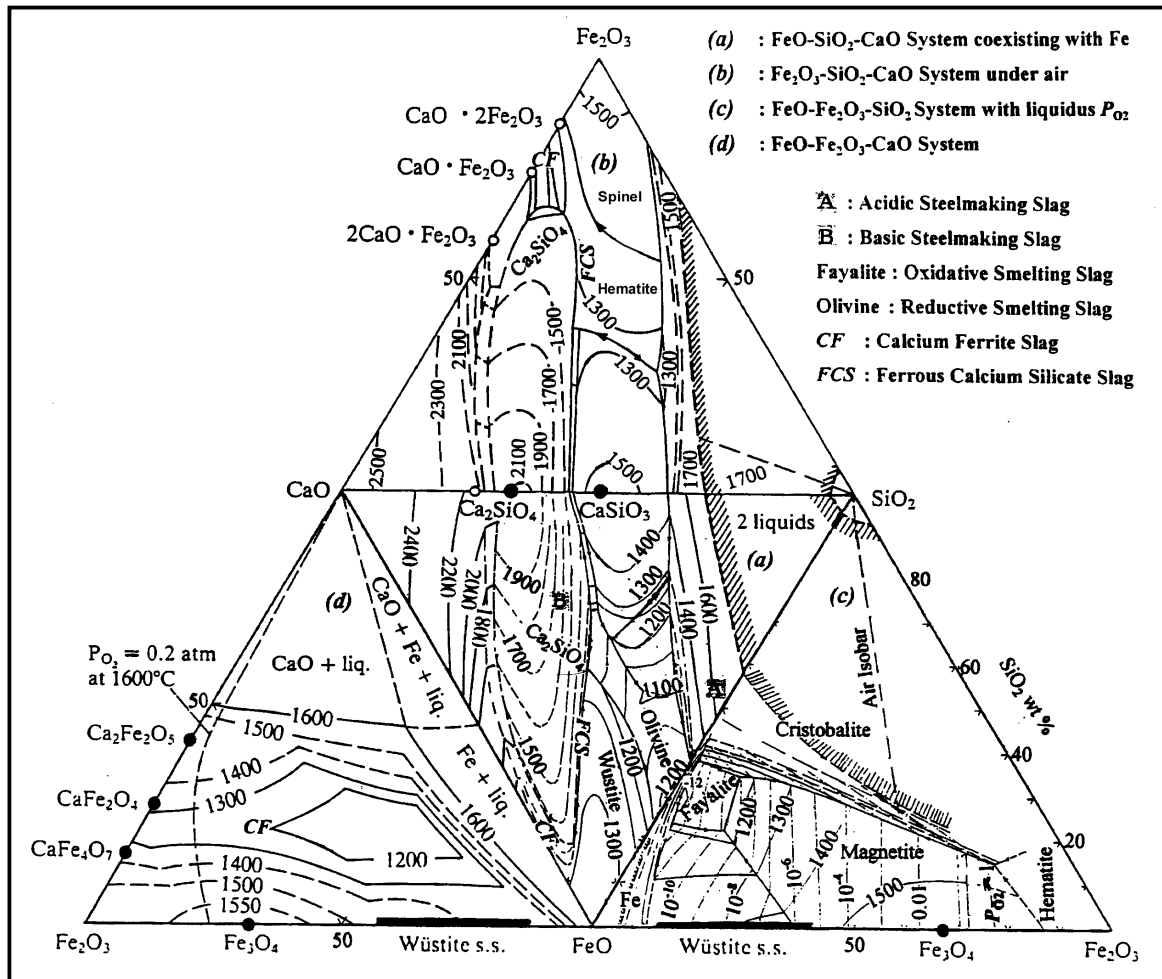 Fe₂O₃
(a) : FeO-SiO₂-CaO System coexisting with Fe
(b) : Fe₂O₃-SiO₂-CaO System under air
(c) : FeO-Fe₂O₃-SiO₂ System with liquidus P_O₂
(d) : FeO-Fe₂O₃-CaO System
A : Acidic Steelmaking Slag
B : Basic Steelmaking Slag
Fayalite : Oxidative Smelting Slag
Olivine : Reductive Smelting Slag
CF : Calcium Ferrite Slag
FCS : Ferrous Calcium Silicate Slag
1500
CaO · 2Fe₂O₃
CF
(b)
CaO · Fe₂O₃
Spinel
1500
2CaO · Fe₂O₃
Ca₂SiO₄
FCS
50
Hematite
50
1300
2100
1500
1300
1300
2300
1700
1900
2500
2100
1500
1700
1700
CaO
SiO₂
Ca₂SiO₄
CaSiO₃
2 liquids
2400
2200
2000
1800
1900
1400
1300
1200
1400
1600
(a)
80
(d)
CaO + Fe + liq.
B
Ca₂SiO₄
(c)
P_O₂ = 0.2 atm
at 1600°C
CaO + liq.
1700
1100
A
Air Isobar
60
SiO₂ wt %
50
1600
1500
Fe + liq.
1500
FCS
Olivine
Wustite
1200
1200
Cristobalite
Ca₂Fe₂O₅
1400
1300
40
CaFe₂O₄
CF
1600
CF
1300
-12
Fayalite
1200
1300
CaFe₄O₇
1200
1400
1500
1550
Magnetite
20
Fe
10⁻¹⁰
10⁻⁸
10⁻⁶
1400
10⁻⁴
1500
0.01
P_O₂ = 1
Hematite
Fe₂O₃
Fe₃O₄
50
Wüstite s.s.
FeO
Wüstite s.s.
50
Fe₃O₄
Fe₂O₃